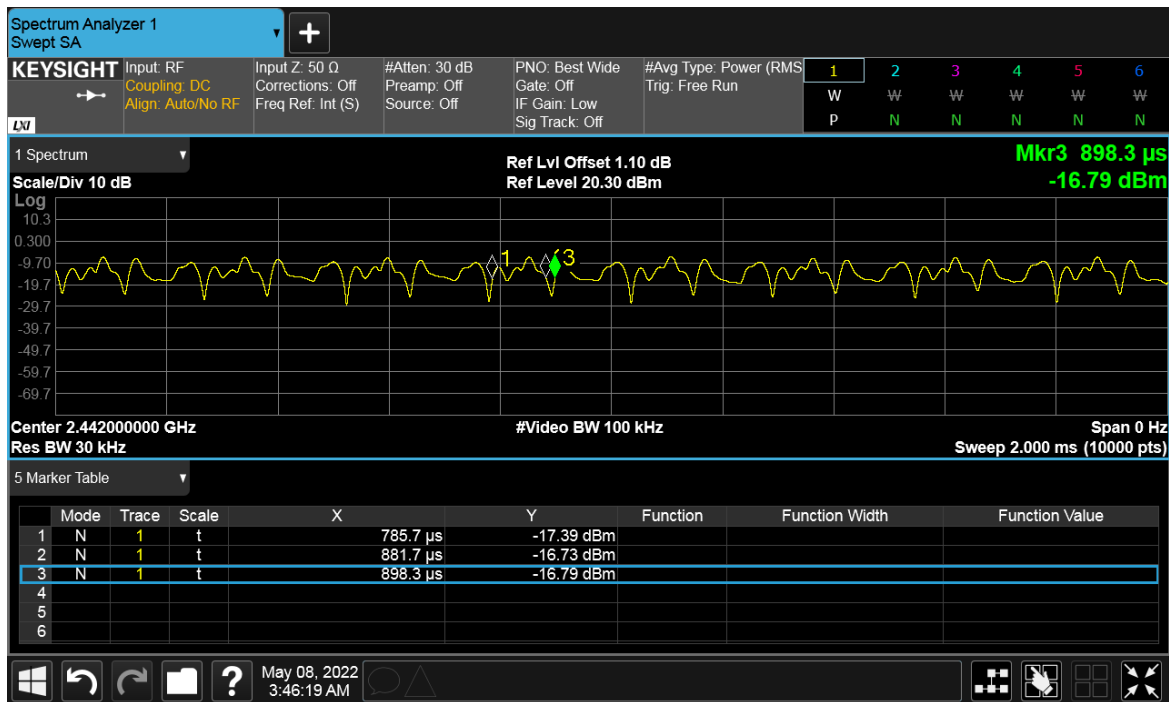 Spectrum Analyzer 1
Swept SA
+
KEYSIGHT
LXI
Input: RF
Coupling: DC
Align: Auto/No RF
Input Z: 50 Ω
Corrections: Off
Freq Ref: Int (S)
#Atten: 30 dB
Preamp: Off
Source: Off
PNO: Best Wide
Gate: Off
IF Gain: Low
Sig Track: Off
#Avg Type: Power (RMS
Trig: Free Run
1 2 3 4 5 6
W W W W W W
P N N N N N
1 Spectrum
Ref Lvl Offset 1.10 dB
Mkr3 898.3 µs
Scale/Div 10 dB
Ref Level 20.30 dBm
-16.79 dBm
Log
10.3
0.300
-9.70
-19.7
-29.7
-39.7
-49.7
-59.7
-69.7
1
3
Center 2.442000000 GHz
#Video BW 100 kHz
Span 0 Hz
Res BW 30 kHz
Sweep 2.000 ms (10000 pts)
5 Marker Table
Mode Trace Scale X Y Function Function Width Function Value
1 N 1 t 785.7 µs -17.39 dBm
2 N 1 t 881.7 µs -16.73 dBm
3 N 1 t 898.3 µs -16.79 dBm
4
5
6
?
May 08, 2022
3:46:19 AM